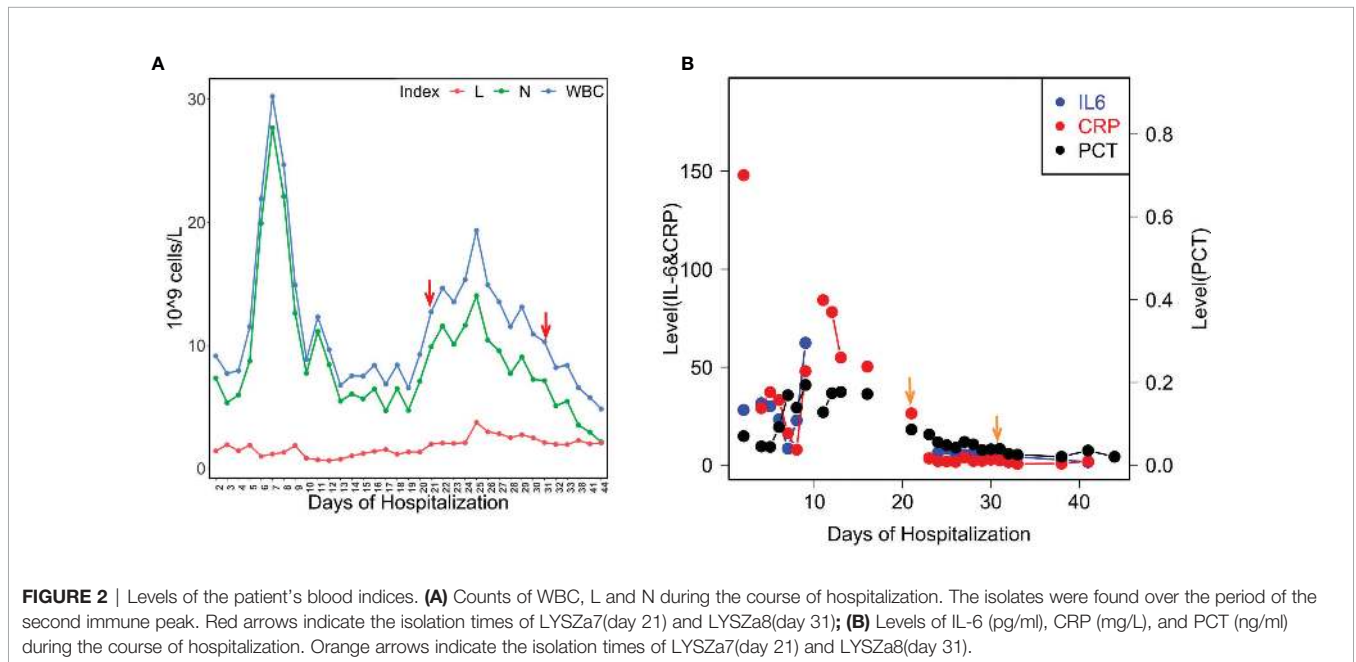 A
Index L N WBC
30
20
10
0
10^9 cells/L
2 3 4 5 6 7 8 9 10 11 12 13 14 15 16 17 18 19 20 21 22 23 24 25 26 27 28 29 30 31 32 33 38 41 44
Days of Hospitalization
B
IL6
CRP
PCT
150
100
50
0
Level(IL-6&CRP)
0.8
0.6
0.4
0.2
0.0
Level(PCT)
10 20 30 40
Days of Hospitalization
FIGURE 2 | Levels of the patient's blood indices. (A) Counts of WBC, L and N during the course of hospitalization. The isolates were found over the period of the
second immune peak. Red arrows indicate the isolation times of LYSZa7(day 21) and LYSZa8(day 31); (B) Levels of IL-6 (pg/ml), CRP (mg/L), and PCT (ng/ml)
during the course of hospitalization. Orange arrows indicate the isolation times of LYSZa7(day 21) and LYSZa8(day 31).